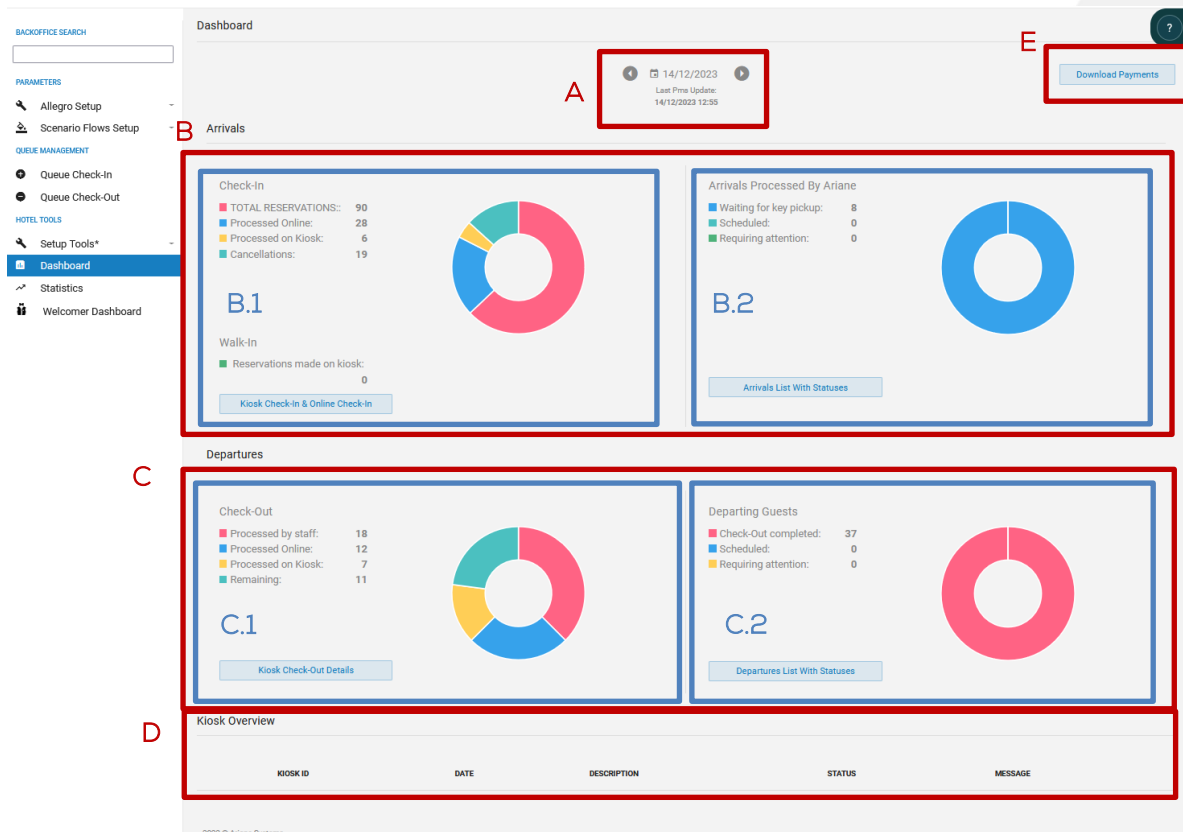 Dashboard
?
BACKOFFICE SEARCH
E
14/12/2023
Download Payments
Last Pms Update:
14/12/2023 12:55
A
PARAMETERS
Allegro Setup
Scenario Flows Setup
QUEUE MANAGEMENT
Queue Check-In
Queue Check-Out
HOTEL TOOLS
Setup Tools*
Dashboard
Statistics
Welcomer Dashboard
B
Arrivals
Check-In
TOTAL RESERVATIONS:: 90
Processed Online: 28
Processed on Kiosk: 6
Cancellations: 19
B.1
Walk-In
Reservations made on kiosk:
0
Kiosk Check-In & Online Check-In
Arrivals Processed By Ariane
Waiting for key pickup: 8
Scheduled: 0
Requiring attention: 0
B.2
Arrivals List With Statuses
Departures
C
Check-Out
Processed by staff: 18
Processed Online: 12
Processed on Kiosk: 7
Remaining: 11
C.1
Kiosk Check-Out Details
Departing Guests
Check-Out completed: 37
Scheduled: 0
Requiring attention: 0
C.2
Departures List With Statuses
D
Kiosk Overview
KIOSK ID DATE DESCRIPTION STATUS MESSAGE